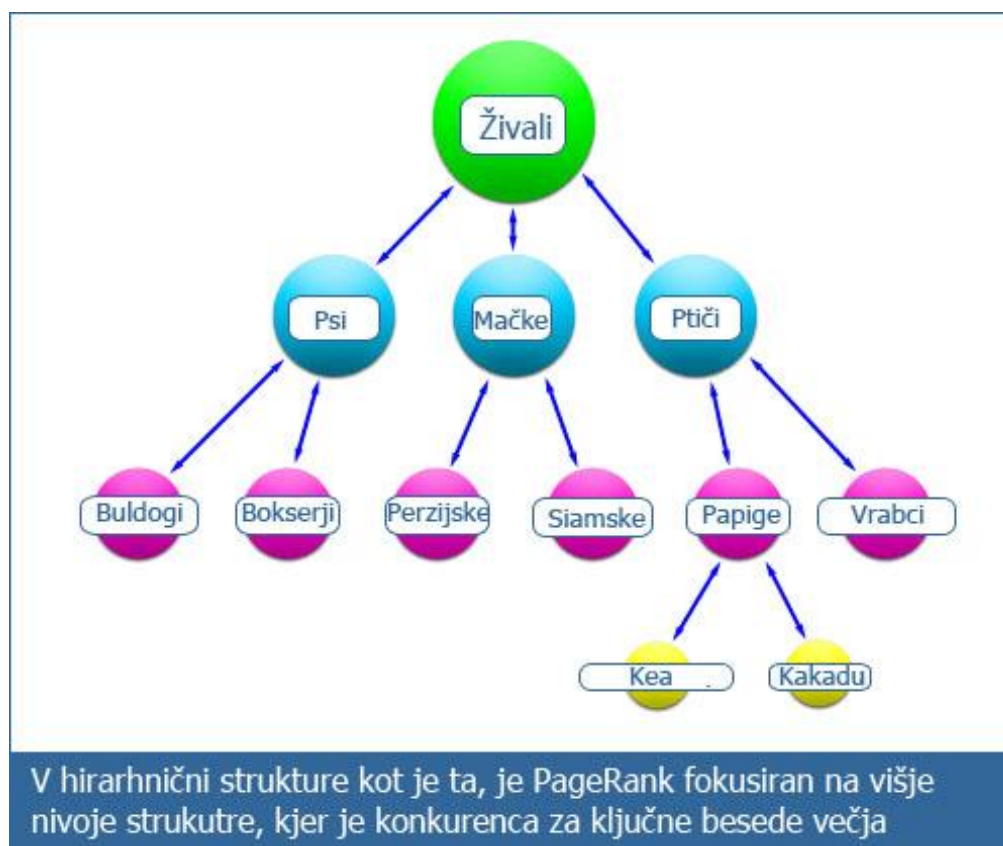 Živali
Psi
Mačke
Ptiči
Buldogi
Bokserji
Perzijske
Siamske
Papige
Vrabci
Kea
Kakadu
V hirarhnični strukture kot je ta, je PageRank fokusiran na višje
nivoje strukutre, kjer je konkurenca za ključne besede večja